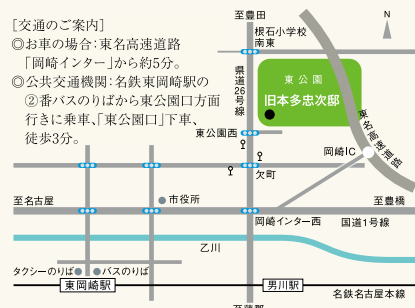 [交通のご案内]
◎お車の場合：東名高速道路
「岡崎インター」から約5分。
◎公共交通機関：名鉄東岡崎駅の
②番バスのりばから東公園口方面
行きに乗車、「東公園口」下車、
徒歩3分。
至豊田
根石小学校
南東
N
県道26号線
東公園
旧本多忠次邸
東名高速道路
東公園西
岡崎IC
欠町
至名古屋
市役所
至豊橋
岡崎インター西
国道1号線
乙川
タクシーのりば
バスのりば
東岡崎駅
男川駅
名鉄名古屋本線